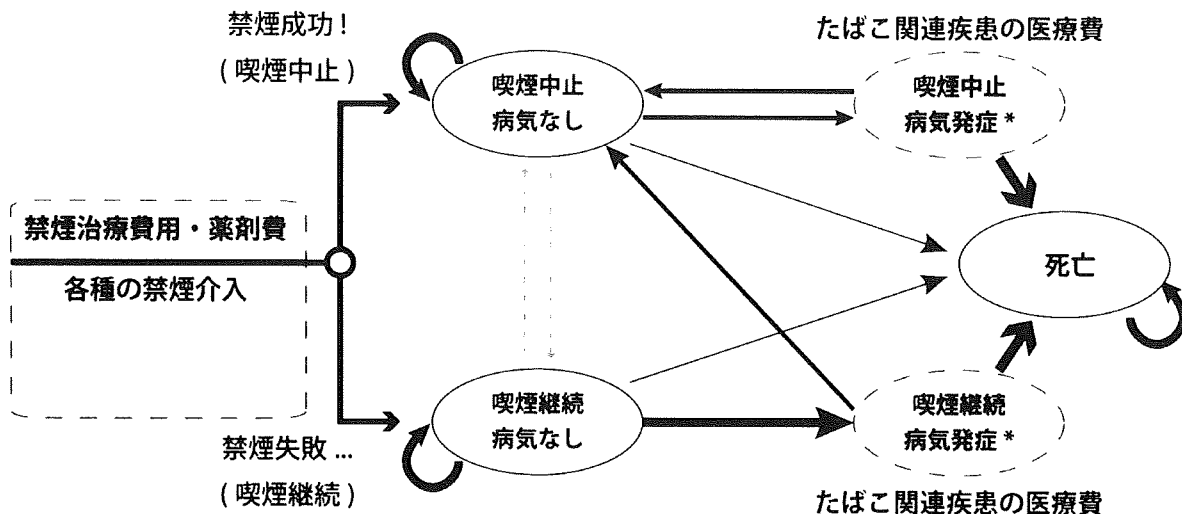 禁煙成功！
( 喫煙中止 )
たばこ関連疾患の医療費
喫煙中止
病気なし
喫煙中止
病気発症 *
禁煙治療費用・薬剤費
各種の禁煙介入
死亡
喫煙継続
病気なし
喫煙継続
病気発症 *
禁煙失敗 ...
( 喫煙継続 )
たばこ関連疾患の医療費